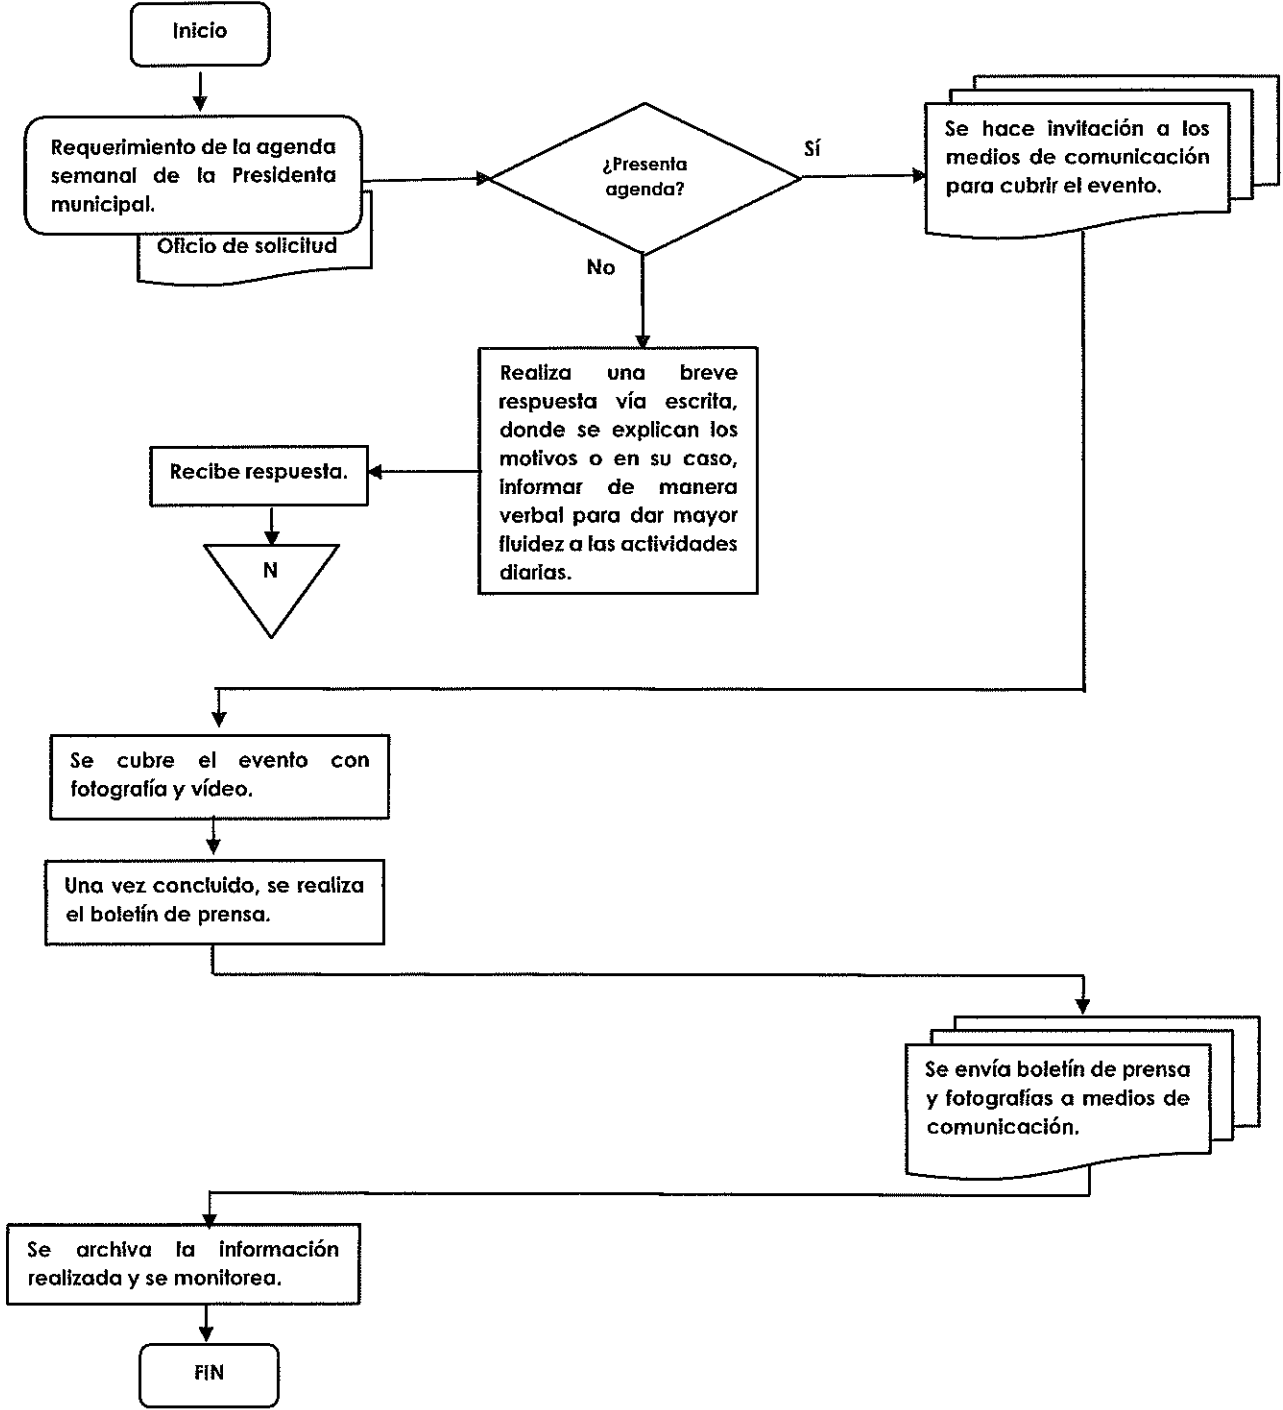 Inicio
Requerimiento de la agenda
semanal de la Presidenta
municipal.
Oficio de solicitud
¿Presenta
agenda?
Sí
No
Se hace invitación a los
medios de comunicación
para cubrir el evento.
Realiza una breve
respuesta vía escrita,
donde se explican los
motivos o en su caso,
informar de manera
verbal para dar mayor
fluidez a las actividades
diarias.
Recibe respuesta.
N
Se cubre el evento con
fotografía y vídeo.
Una vez concluido, se realiza
el boletín de prensa.
Se envía boletín de prensa
y fotografías a medios de
comunicación.
Se archiva la información
realizada y se monitorea.
FIN